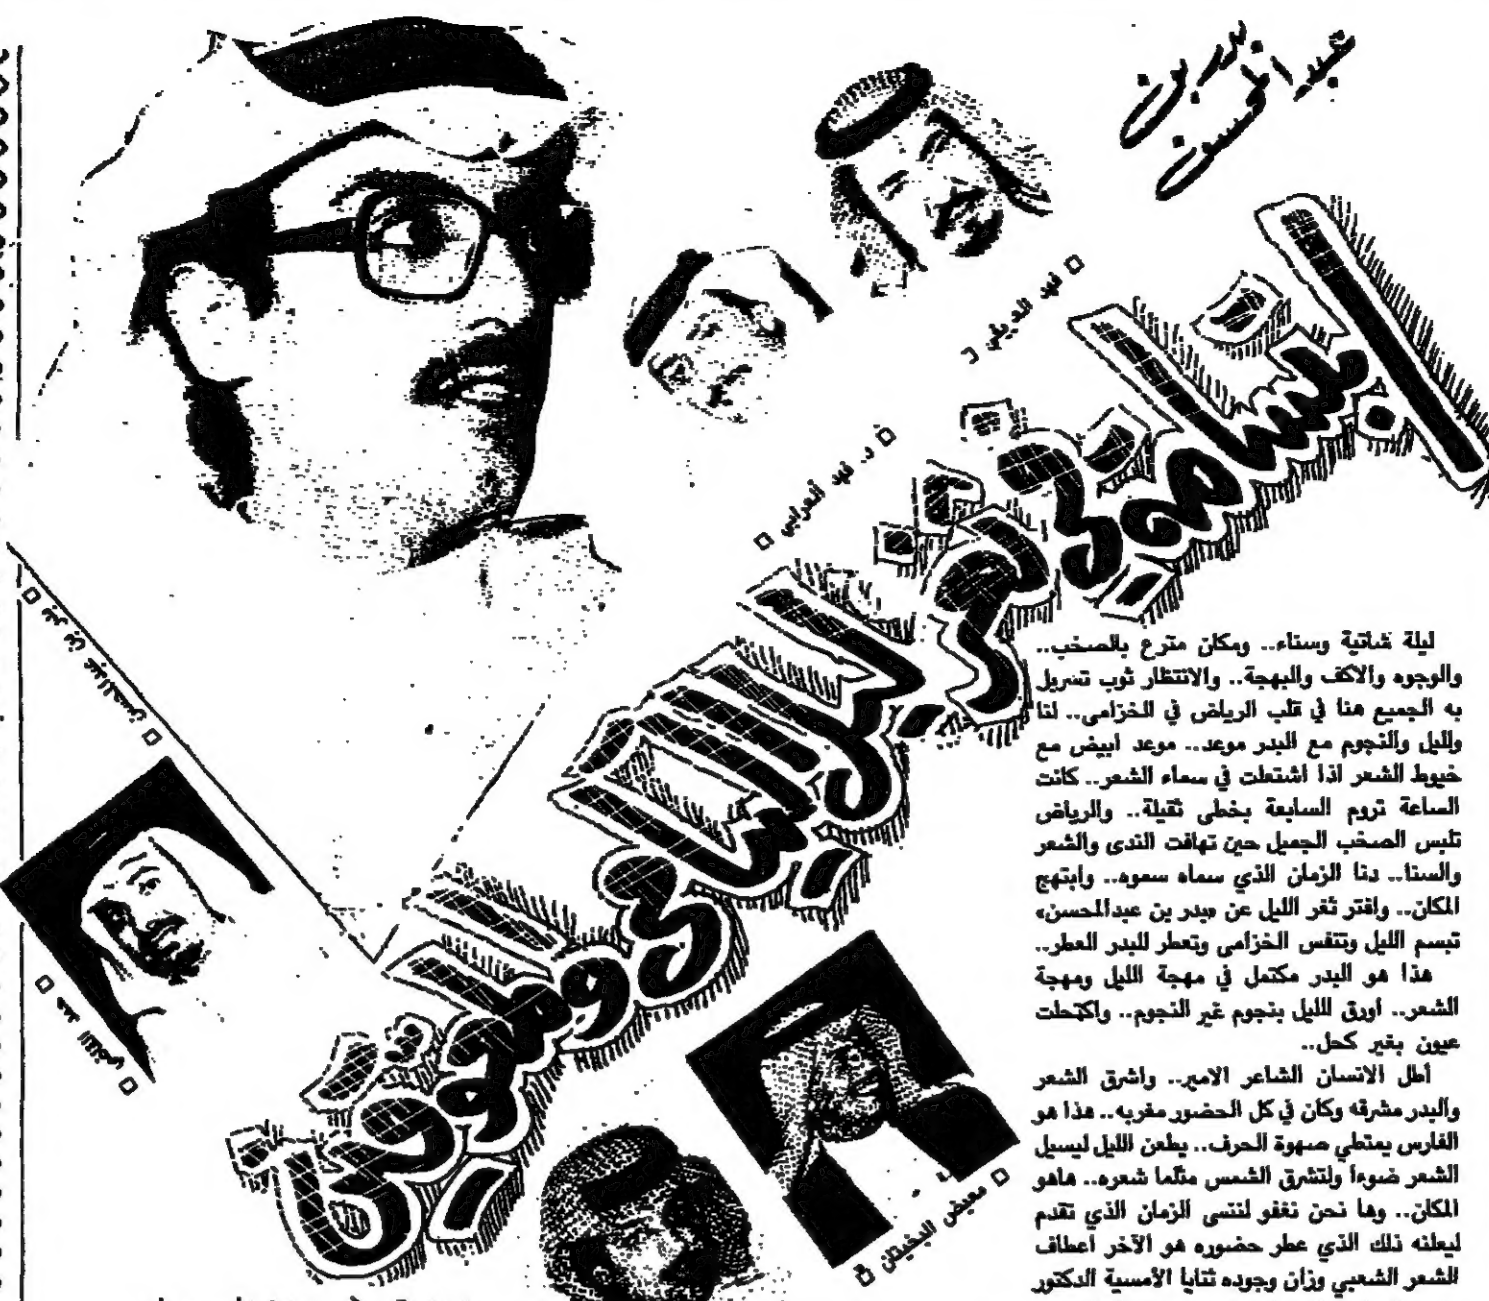 بدر بن
عبدالمحسن
□ فهد المديلي □
□ د. فهد العرابي □
□ بدر بن عبدالمحسن □
□ حمد القاضي □
□ معيض البخيتان □
ليلة شاتية وسناء.. ومكان مترع بالصخب..
والوجوه والاكف والبهجة.. والانتظار ثوب تسربل
به الجميع هنا في قلب الرياض في الخزامى.. لنا
ولليل والنجوم مع البدر موعد.. موعد ابيض مع
خيوط الشعر اذا اشتعلت في سماء الشعر.. كانت
الساعة تروم السابعة بخطى ثقيلة.. والرياض
تلبس الصخب الجميل حين تهافت الندى والشعر
والسنا.. دنا الزمان الذي سماه سموه.. وابتهج
المكان.. وافتر ثغر الليل عن «بدر بن عبدالمحسن»
تبسم الليل وتنفس الخزامى وتعطر للبدر العطر..
هذا هو البدر مكتمل في مهجة الليل ومهجة
الشعر.. اورق الليل بنجوم غير النجوم.. واكتحلت
عيون بغير كحل..
أطل الانسان الشاعر الامير.. واشرق الشعر
والبدر مشرقه وكان في كل الحضور مغربه.. هذا هو
الفارس يمتطي صهوة الحرف.. يطعن الليل ليسيل
الشعر ضوءا ولتشرق الشمس مثلما شعره.. هاهو
المكان.. وها نحن نغفو لننسى الزمان الذي تقدم
ليعلنه ذلك الذي عطر حضوره هو الآخر أعطاف
الشعر الشعبي وزان وجوده ثنايا الأمسية الدكتور